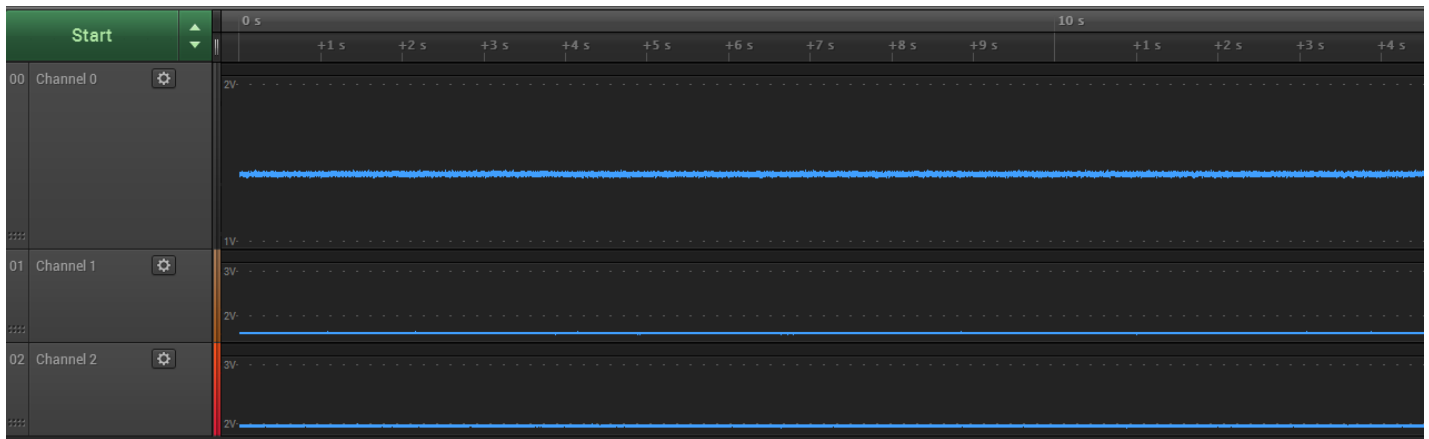 Start
0 s
10 s
+1 s +2 s +3 s +4 s +5 s +6 s +7 s +8 s +9 s +1 s +2 s +3 s +4 s
00 Channel 0
2V
1V
01 Channel 1
3V
2V
02 Channel 2
3V
2V